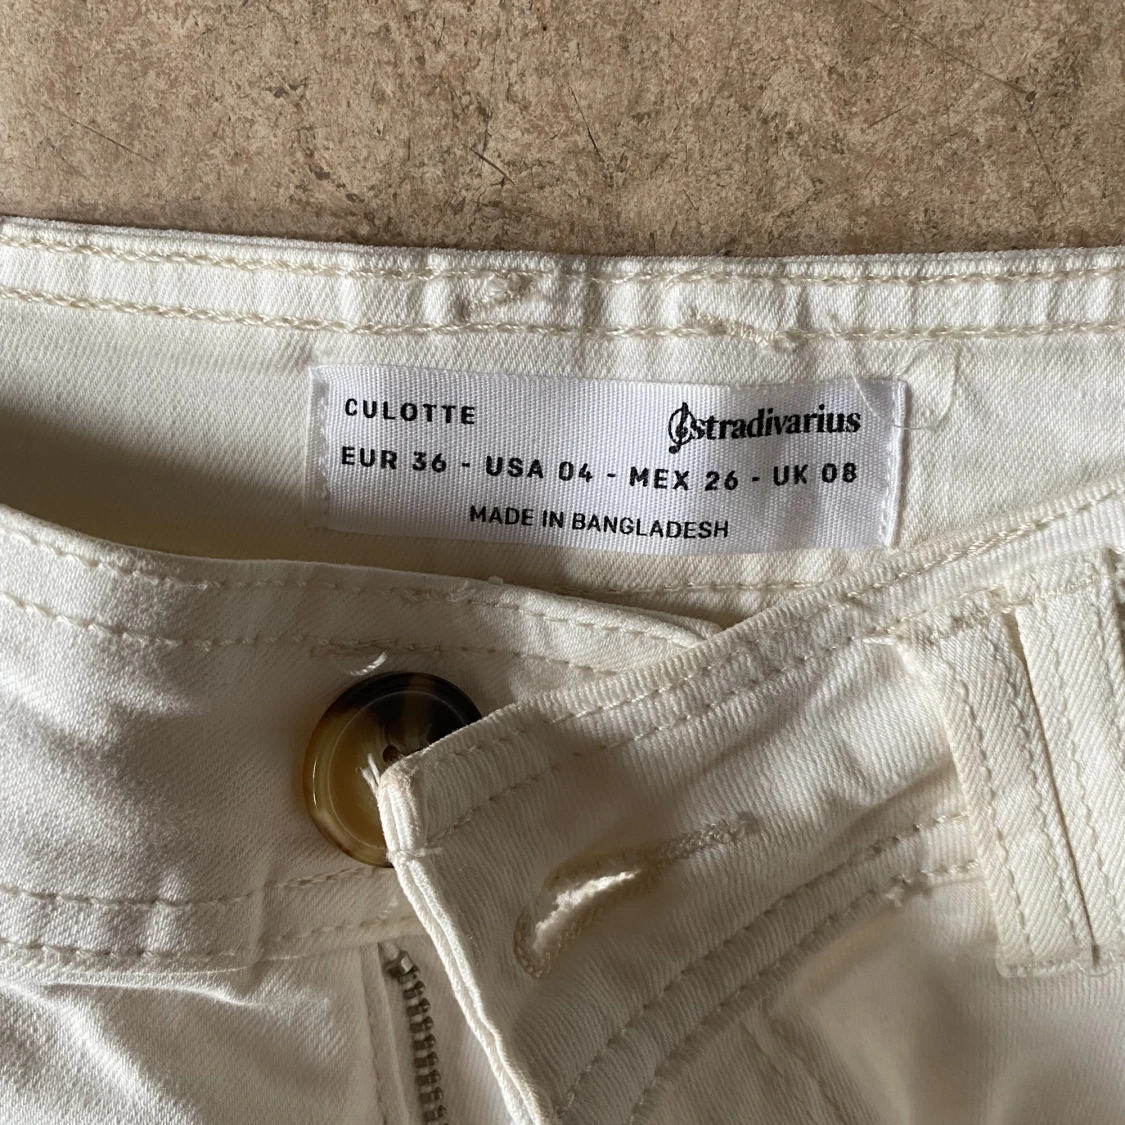 CULOTTE
stradivarius
EUR 36 - USA 04 - MEX 26 - UK 08
MADE IN BANGLADESH